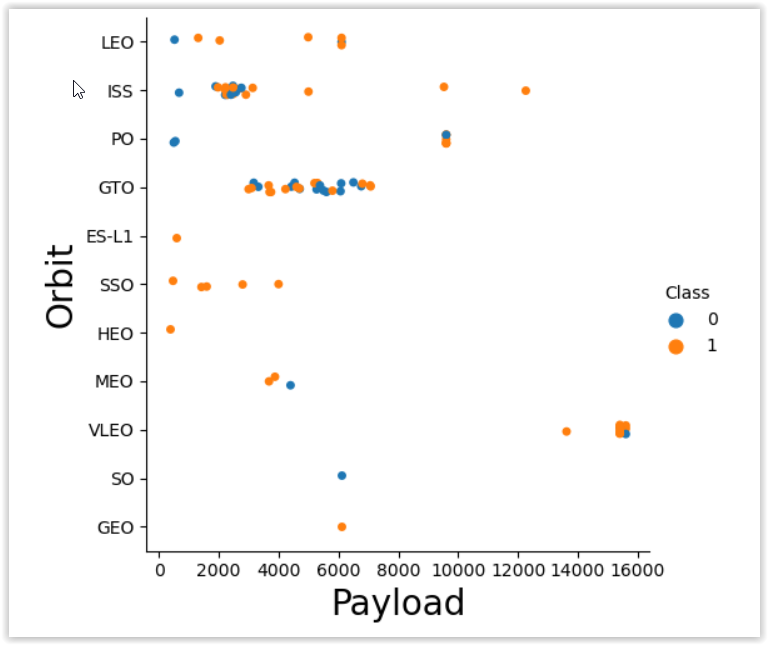 LEO
ISS
PO
GTO
ES-L1
SSO
HEO
MEO
VLEO
SO
GEO
Orbit
0 2000 4000 6000 8000 10000 12000 14000 16000
Payload
Class
0
1